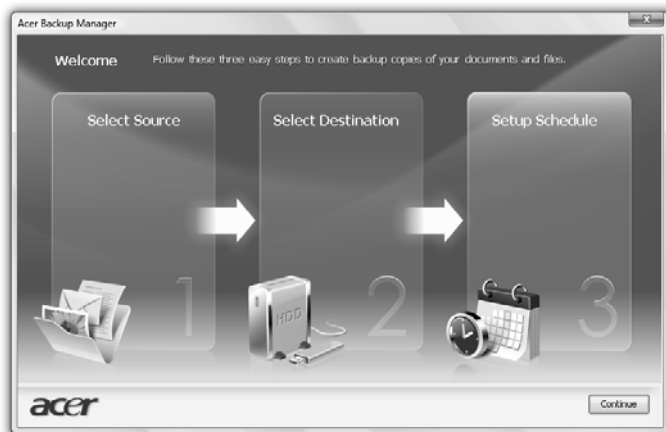 Acer Backup Manager
Welcome
Follow these three easy steps to create backup copies of your documents and files.
Select Source
Select Destination
Setup Schedule
1
HDD
2
3
acer
Continue